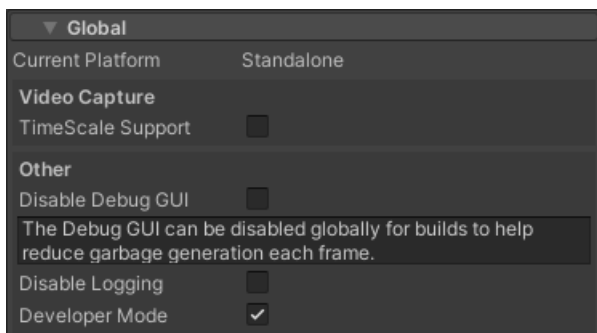 Global
Current Platform Standalone
Video Capture
TimeScale Support
Other
Disable Debug GUI
The Debug GUI can be disabled globally for builds to help
reduce garbage generation each frame.
Disable Logging
Developer Mode